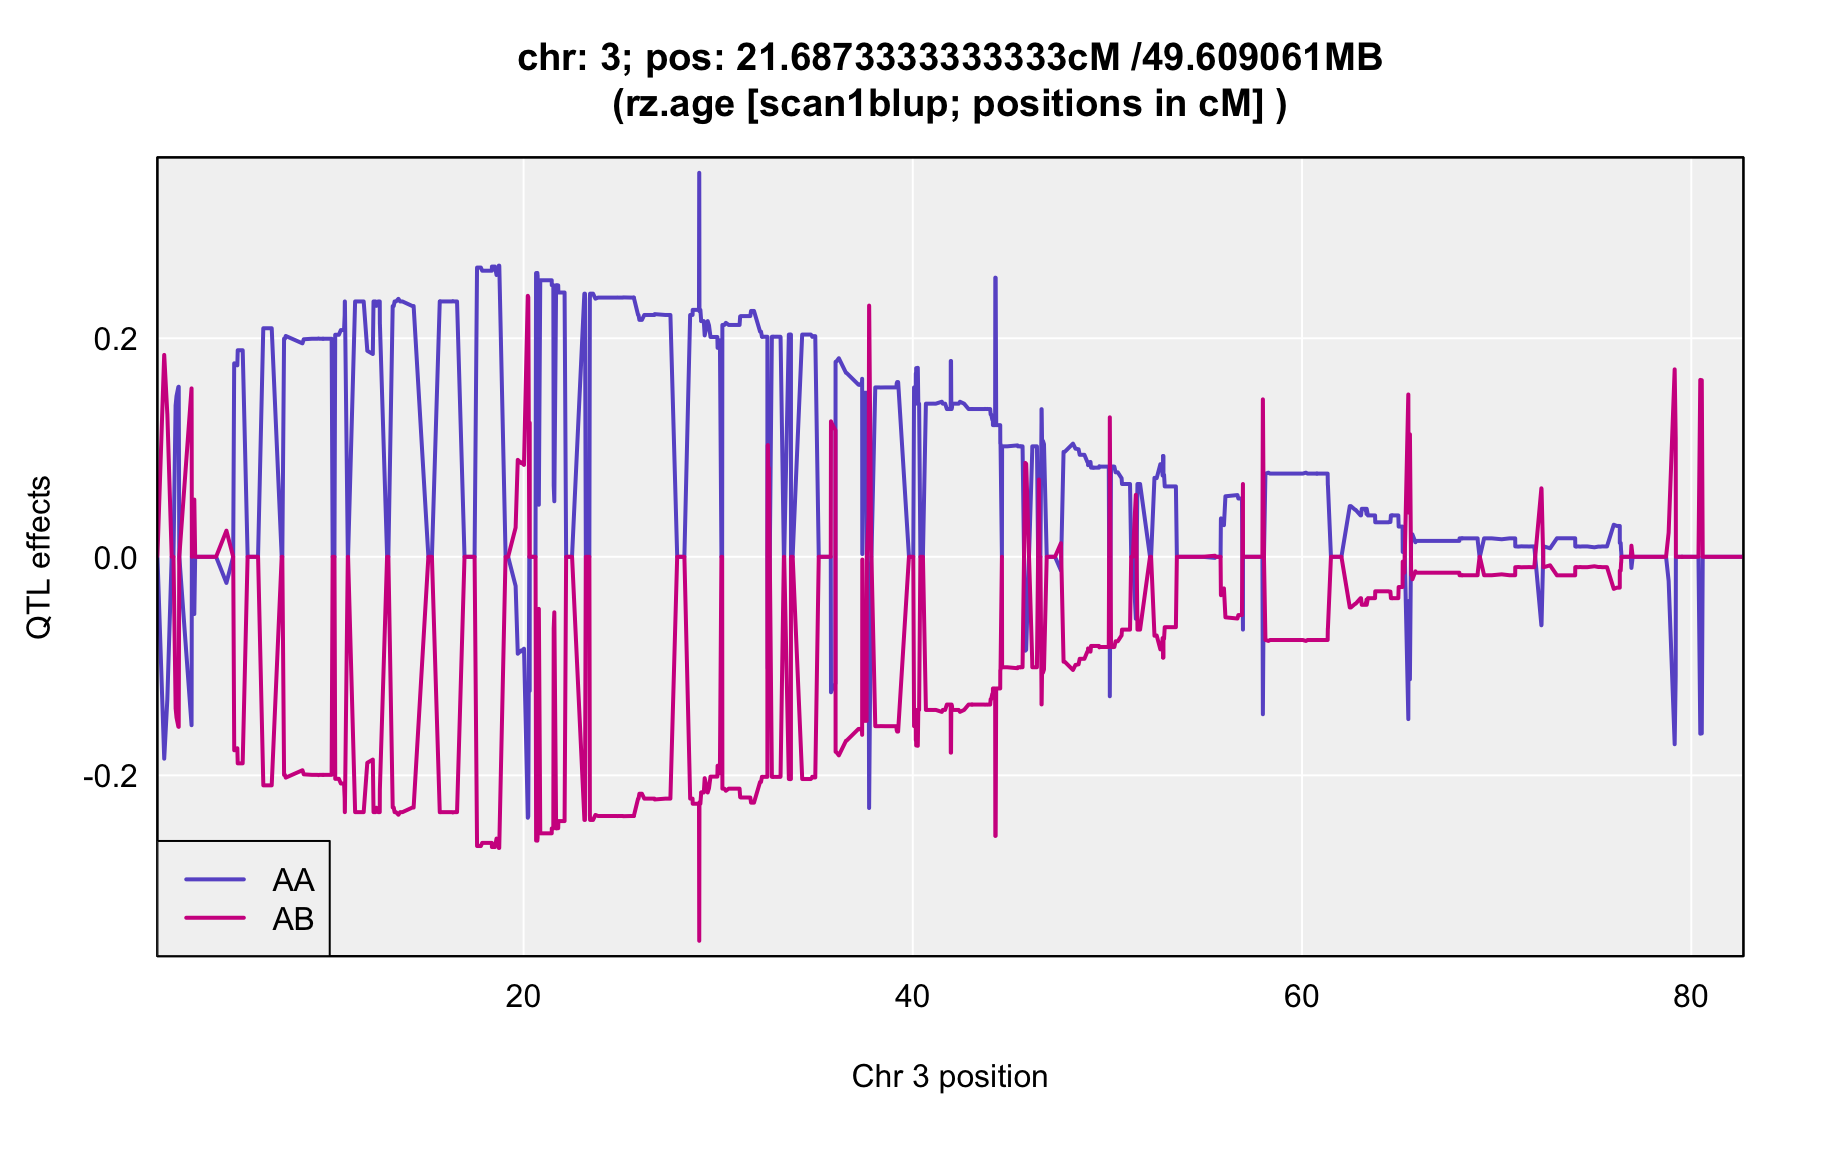 chr: 3; pos: 21.6873333333333cM /49.609061MB
(rz.age [scan1blup; positions in cM] )
QTL effects
0.2
0.0
-0.2
AA
AB
20 40 60 80
Chr 3 position